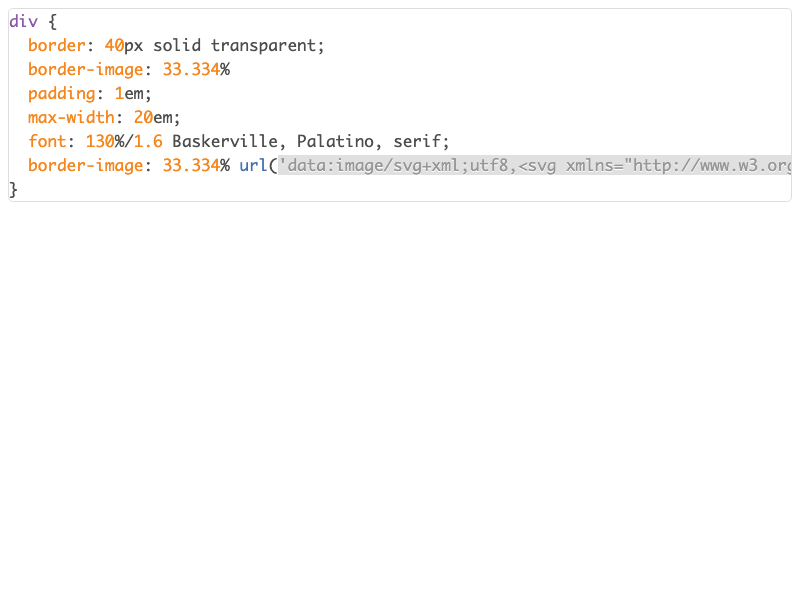 div {
  border: 40px solid transparent;
  border-image: 33.334%
  padding: 1em;
  max-width: 20em;
  font: 130%/1.6 Baskerville, Palatino, serif;
  border-image: 33.334% url('data:image/svg+xml;utf8,<svg xmlns="http://www.w3.org
}